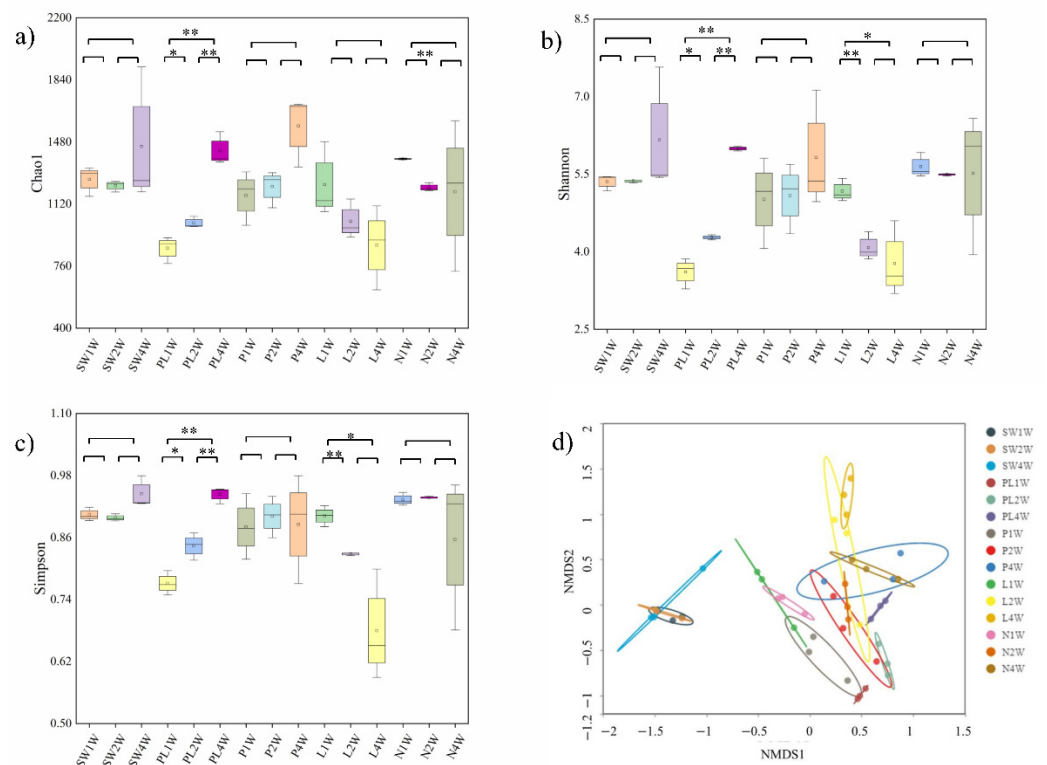 a)
2200
1840
1480
1120
760
400
Chao1
**
* **
**
SW1W SW2W SW4W PL1W PL2W PL4W P1W P2W P4W L1W L2W L4W N1W N2W N4W
b)
8.5
7.0
5.5
4.0
2.5
Shannon
** *
* ** **
SW1W SW2W SW4W PL1W PL2W PL4W P1W P2W P4W L1W L2W L4W N1W N2W N4W
c)
1.10
0.98
0.86
0.74
0.62
0.50
Simpson
** *
* ** **
SW1W SW2W SW4W PL1W PL2W PL4W P1W P2W P4W L1W L2W L4W N1W N2W N4W
d)
2
1.5
1
0.5
0
−0.5
−1
−1.2
NMDS2
−2 −1.5 −1 −0.5 0 0.5 1 1.5
NMDS1
SW1W
SW2W
SW4W
PL1W
PL2W
PL4W
P1W
P2W
P4W
L1W
L2W
L4W
N1W
N2W
N4W